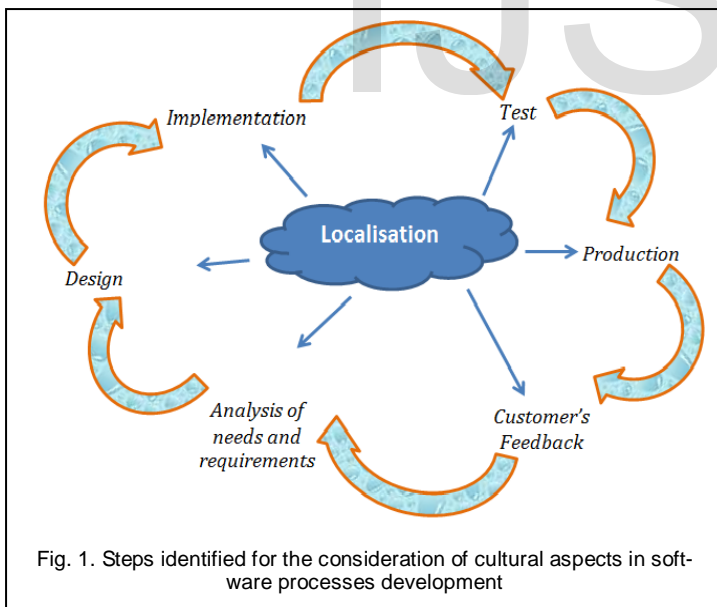 IJS
Implementation
Test
Localisation
Design
Production
Analysis of
needs and
requirements
Customer's
Feedback
Fig. 1. Steps identified for the consideration of cultural aspects in soft-
ware processes development